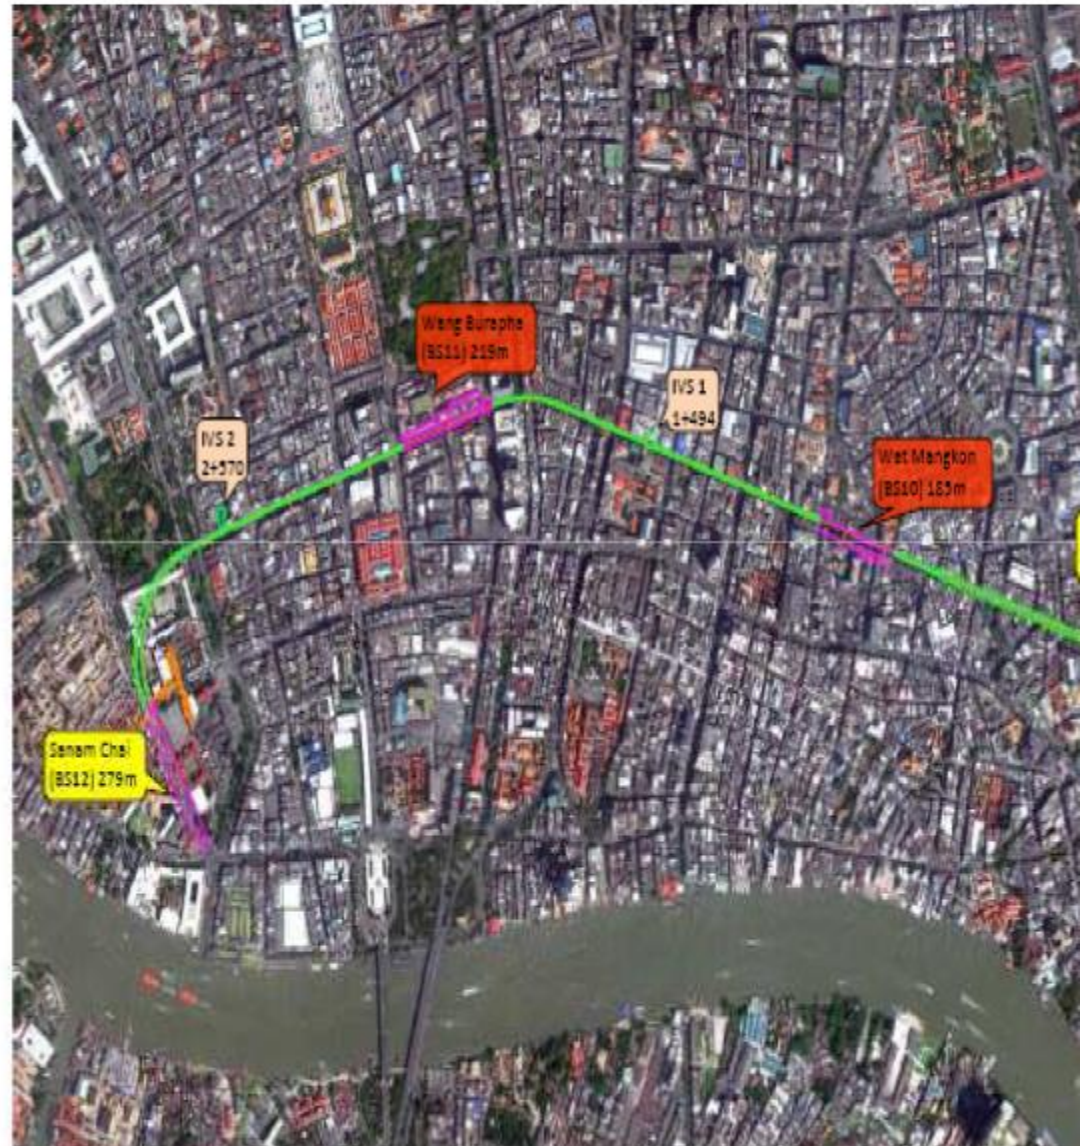 Wang Burapha
(BS11) 219m
IVS 1
1+494
IVS 2
2+370
Wat Mangkon
(BS10) 185m
Sanam Chai
(BS12) 279m